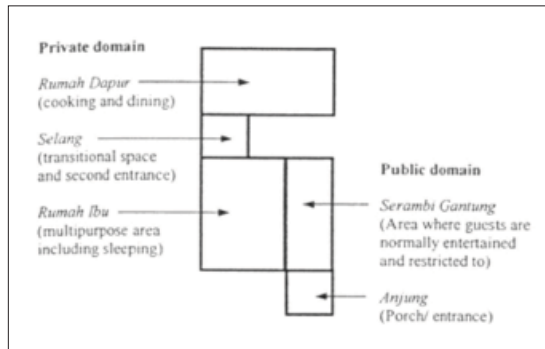 Private domain
Rumah Dapur
(cooking and dining)
Selang
(transitional space
and second entrance)
Rumah Ibu
(multipurpose area
including sleeping)
Public domain
Serambi Gantung
(Area where guests are
normally entertained
and restricted to)
Anjung
(Porch/ entrance)